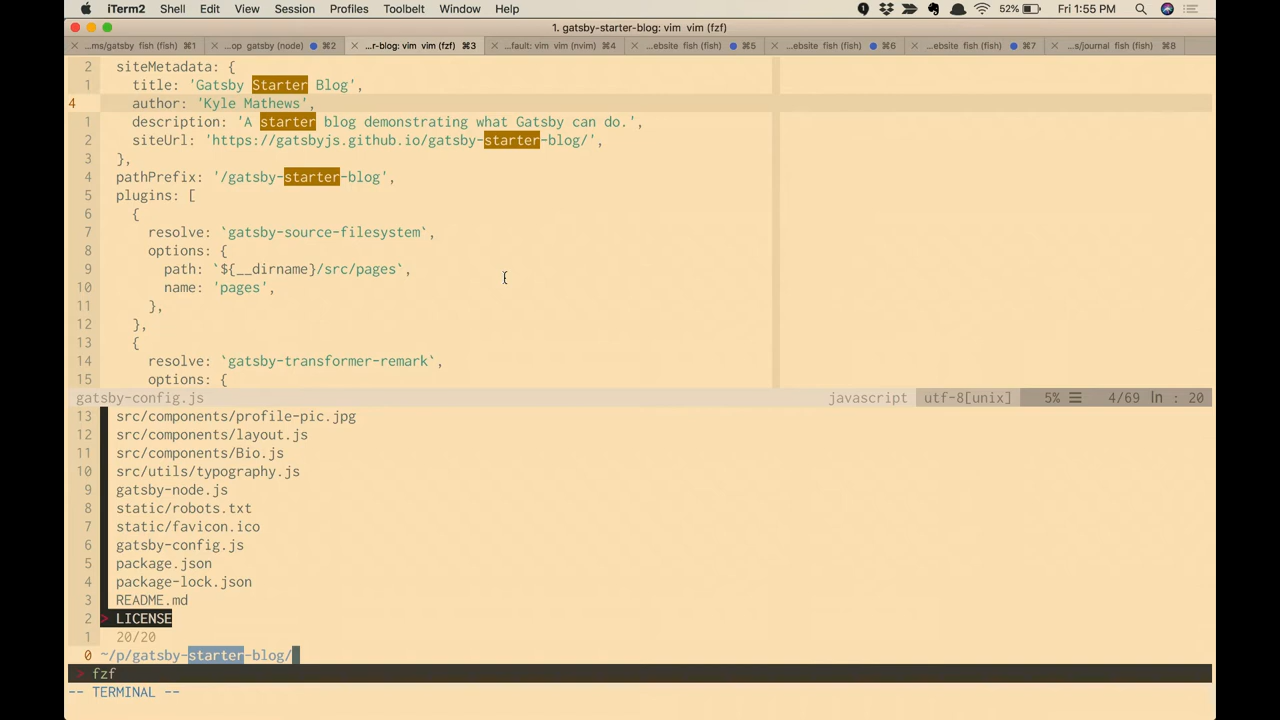 iTerm2 Shell Edit View Session Profiles Toolbelt Window Help 52% Fri 1:55 PM
1. gatsby-starter-blog: vim vim (fzf)
...ms/gatsby fish (fish) ⌘1 ...op gatsby (node) ⌘2 ...r-blog: vim vim (fzf) ⌘3 ...fault: vim vim (nvim) ⌘4 ...ebsite fish (fish) ⌘5 ...ebsite fish (fish) ⌘6 ...ebsite fish (fish) ⌘7 ...s/journal fish (fish) ⌘8
2 siteMetadata: {
1 title: 'Gatsby Starter Blog',
4 author: 'Kyle Mathews',
1 description: 'A starter blog demonstrating what Gatsby can do.',
2 siteUrl: 'https://gatsbyjs.github.io/gatsby-starter-blog/',
3 },
4 pathPrefix: '/gatsby-starter-blog',
5 plugins: [
6 {
7 resolve: `gatsby-source-filesystem`,
8 options: {
9 path: `${__dirname}/src/pages`,
10 name: 'pages',
11 },
12 },
13 {
14 resolve: `gatsby-transformer-remark`,
15 options: {
gatsby-config.js javascript utf-8[unix] 5% ☰ 4/69 ln : 20
13 src/components/profile-pic.jpg
12 src/components/layout.js
11 src/components/Bio.js
10 src/utils/typography.js
9 gatsby-node.js
8 static/robots.txt
7 static/favicon.ico
6 gatsby-config.js
5 package.json
4 package-lock.json
3 README.md
2 > LICENSE
1 20/20
0 ~/p/gatsby-starter-blog/
> fzf
-- TERMINAL --